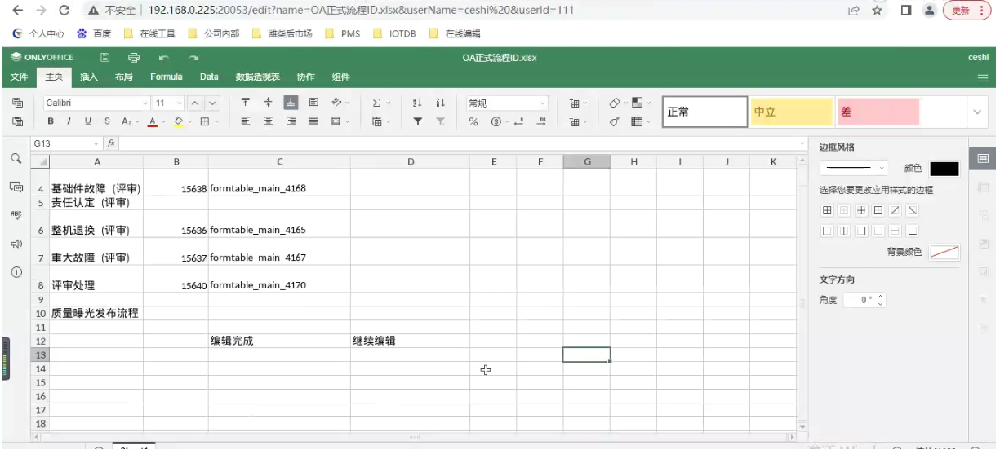 不安全 192.168.0.225:20053/edit?name=OA正式流程ID.xlsx&userName=ceshi%20&userId=111 更新
个人中心 百度 在线工具 公司内部 潍柴后市场 PMS IOTDB 在线编辑
ONLYOFFICE OA正式流程ID.xlsx ceshi
文件 主页 插入 布局 Formula Data 数据透视表 协作 组件
Calibri 11 常规 正常 中立 差
G13 fx
A B C D E F G H I J K
4 基础件故障（评审） 15638 formtable_main_4168
5 责任认定（评审）
6 整机退换（评审） 15636 formtable_main_4165
7 重大故障（评审） 15637 formtable_main_4167
8 评审处理 15640 formtable_main_4170
9
10 质量曝光发布流程
11
12 编辑完成 继续编辑
13
14
15
16
17
18
边框风格
颜色
选择您要更改应用样式的边框
背景颜色
文字方向
角度 0 °